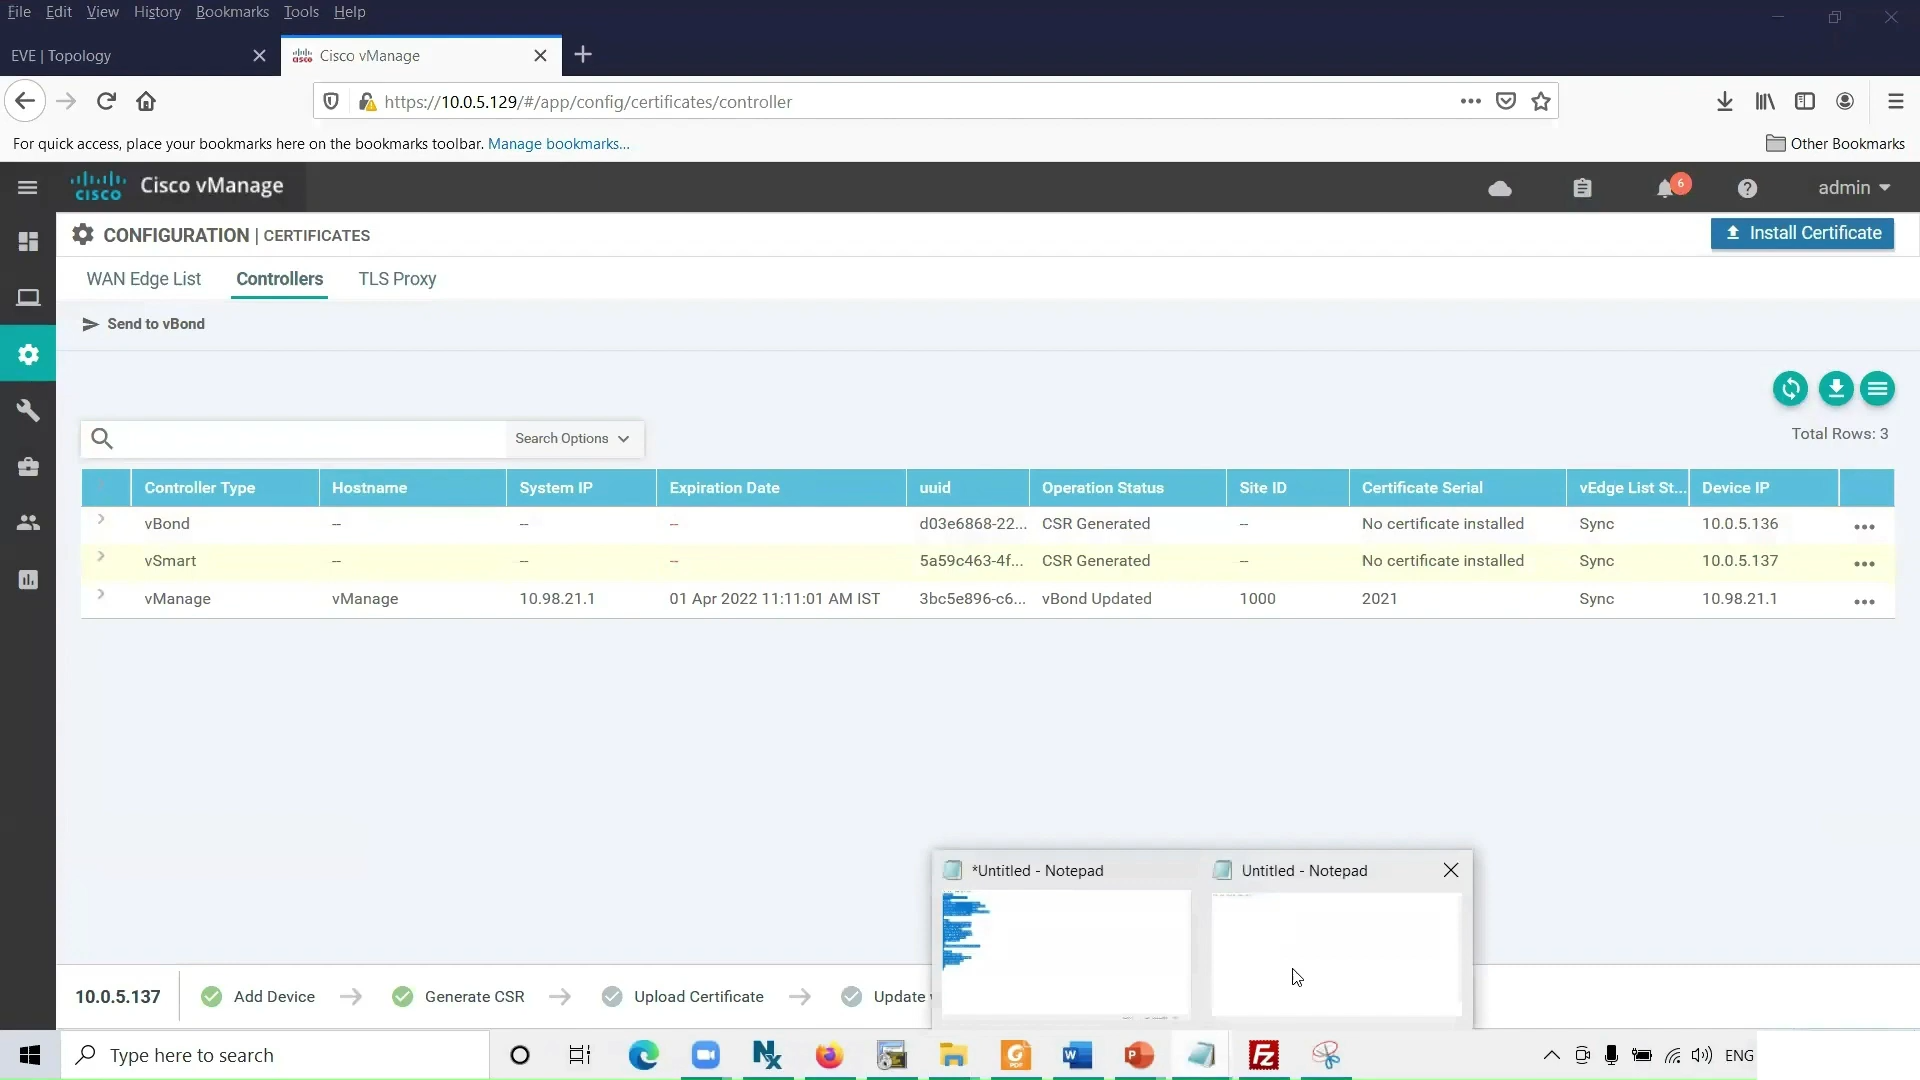 File Edit View History Bookmarks Tools Help
EVE | Topology
Cisco vManage
https://10.0.5.129/#/app/config/certificates/controller
For quick access, place your bookmarks here on the bookmarks toolbar. Manage bookmarks...
Other Bookmarks
cisco Cisco vManage
6
admin
CONFIGURATION | CERTIFICATES
Install Certificate
WAN Edge List Controllers TLS Proxy
Send to vBond
Search Options
Total Rows: 3
Controller Type Hostname System IP Expiration Date uuid Operation Status Site ID Certificate Serial vEdge List St... Device IP
vBond -- -- -- d03e6868-22... CSR Generated -- No certificate installed Sync 10.0.5.136
vSmart -- -- -- 5a59c463-4f... CSR Generated -- No certificate installed Sync 10.0.5.137
vManage vManage 10.98.21.1 01 Apr 2022 11:11:01 AM IST 3bc5e896-c6... vBond Updated 1000 2021 Sync 10.98.21.1
*Untitled - Notepad
Untitled - Notepad
10.0.5.137 Add Device Generate CSR Upload Certificate Update
Type here to search
ENG